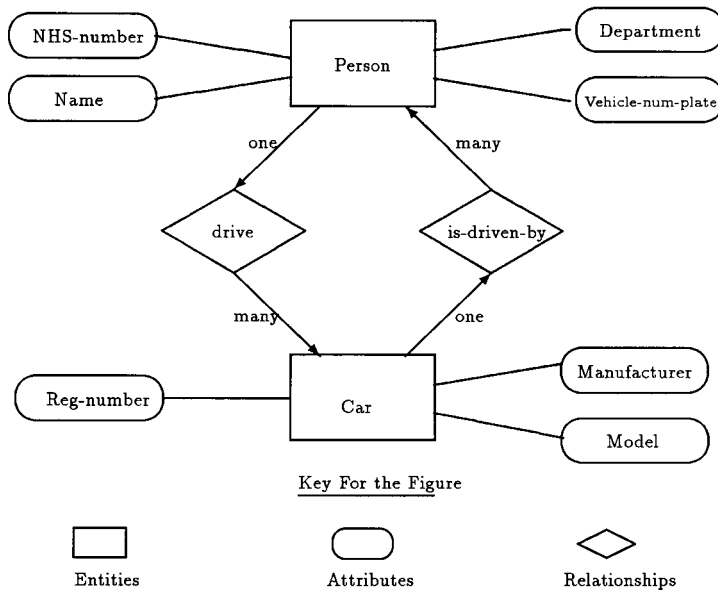 NHS-number
Department
Person
Name
Vehicle-num-plate
one
many
drive
is-driven-by
many
one
Manufacturer
Reg-number
Car
Model
Key For the Figure
Entities
Attributes
Relationships